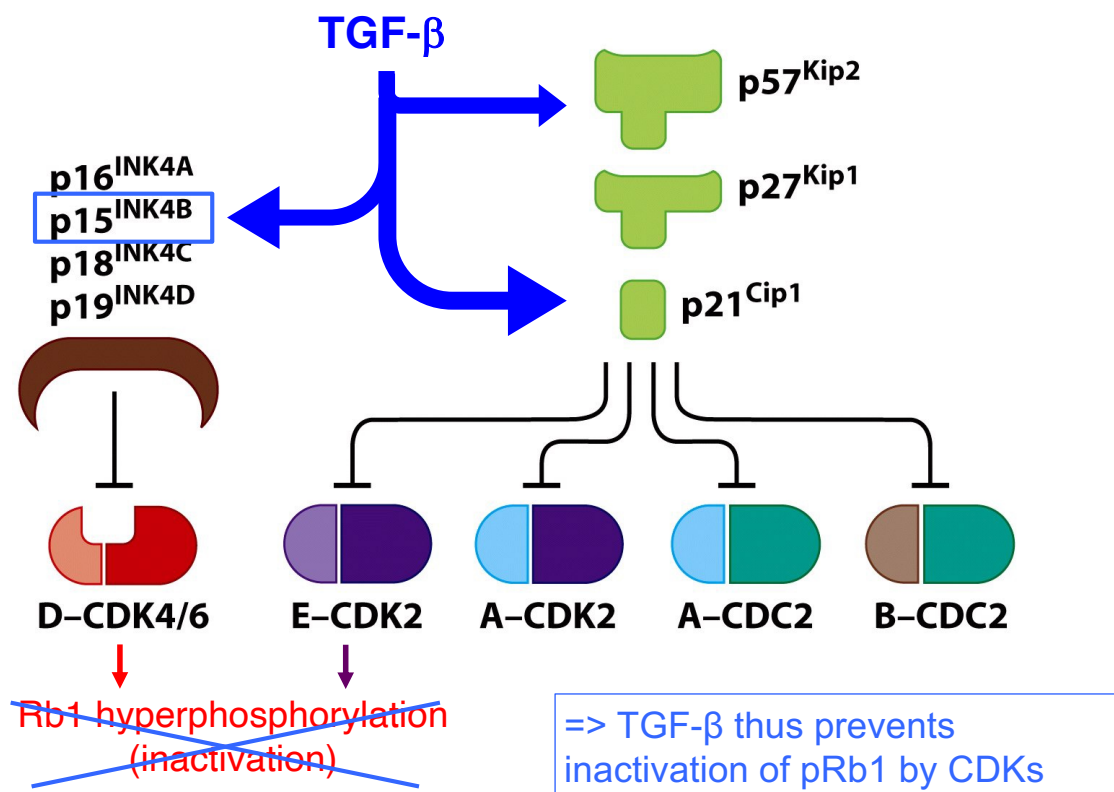 TGF-β
p57Kip2
p16INK4A
p27Kip1
p15INK4B
p18INK4C
p19INK4D
p21Cip1
D–CDK4/6
E–CDK2
A–CDK2
A–CDC2
B–CDC2
Rb1 hyperphosphorylation
(inactivation)
=> TGF-β thus prevents
inactivation of pRb1 by CDKs